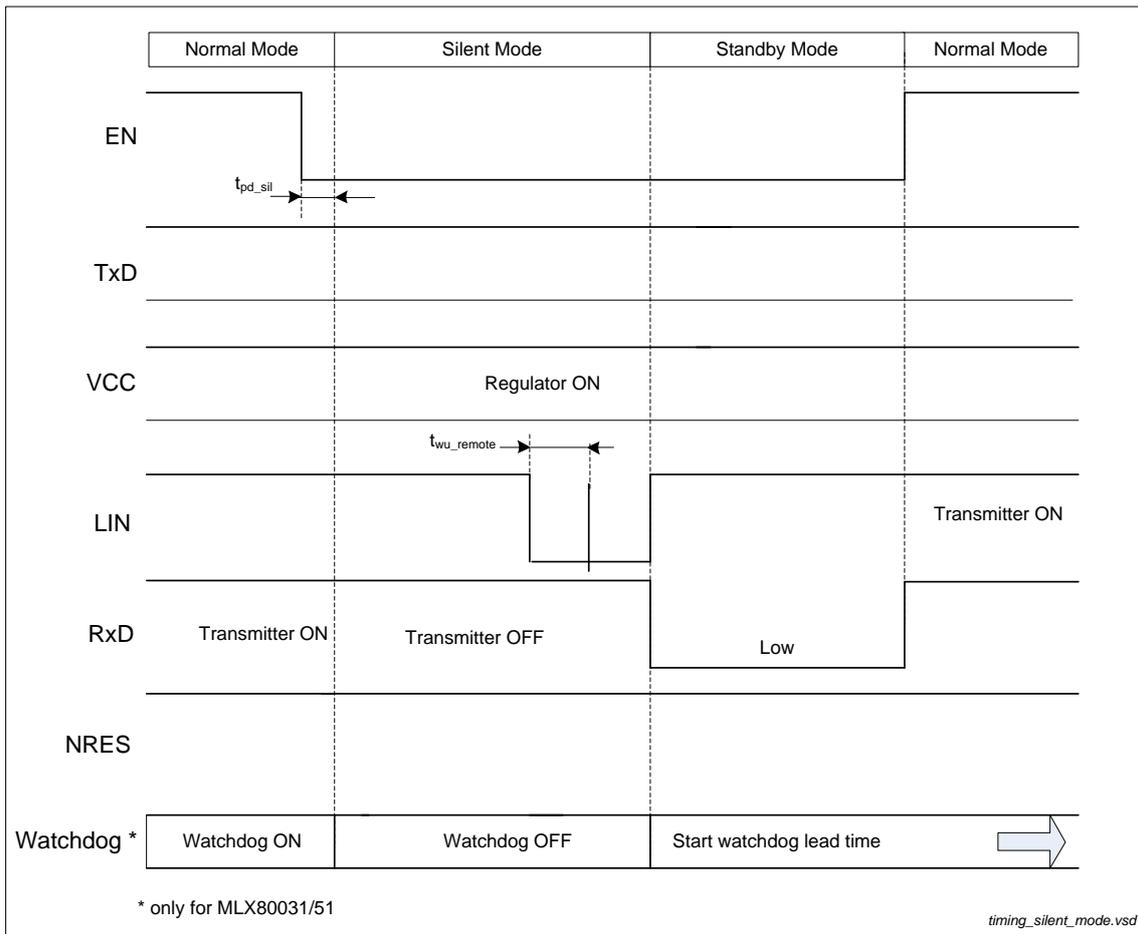 Normal Mode Silent Mode Standby Mode Normal Mode
EN
tpd_sil
TxD
VCC
Regulator ON
twu_remote
LIN
Transmitter ON
RxD
Transmitter ON Transmitter OFF
Low
NRES
Watchdog * Watchdog ON Watchdog OFF Start watchdog lead time
* only for MLX80031/51
timing_silent_mode.vsd